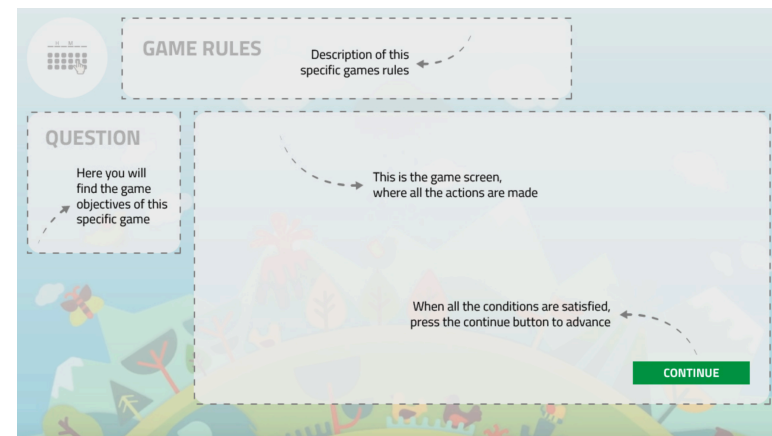 GAME RULES
Description of this
specific games rules
QUESTION
Here you will
find the game
objectives of this
specific game
This is the game screen,
where all the actions are made
When all the conditions are satisfied,
press the continue button to advance
CONTINUE